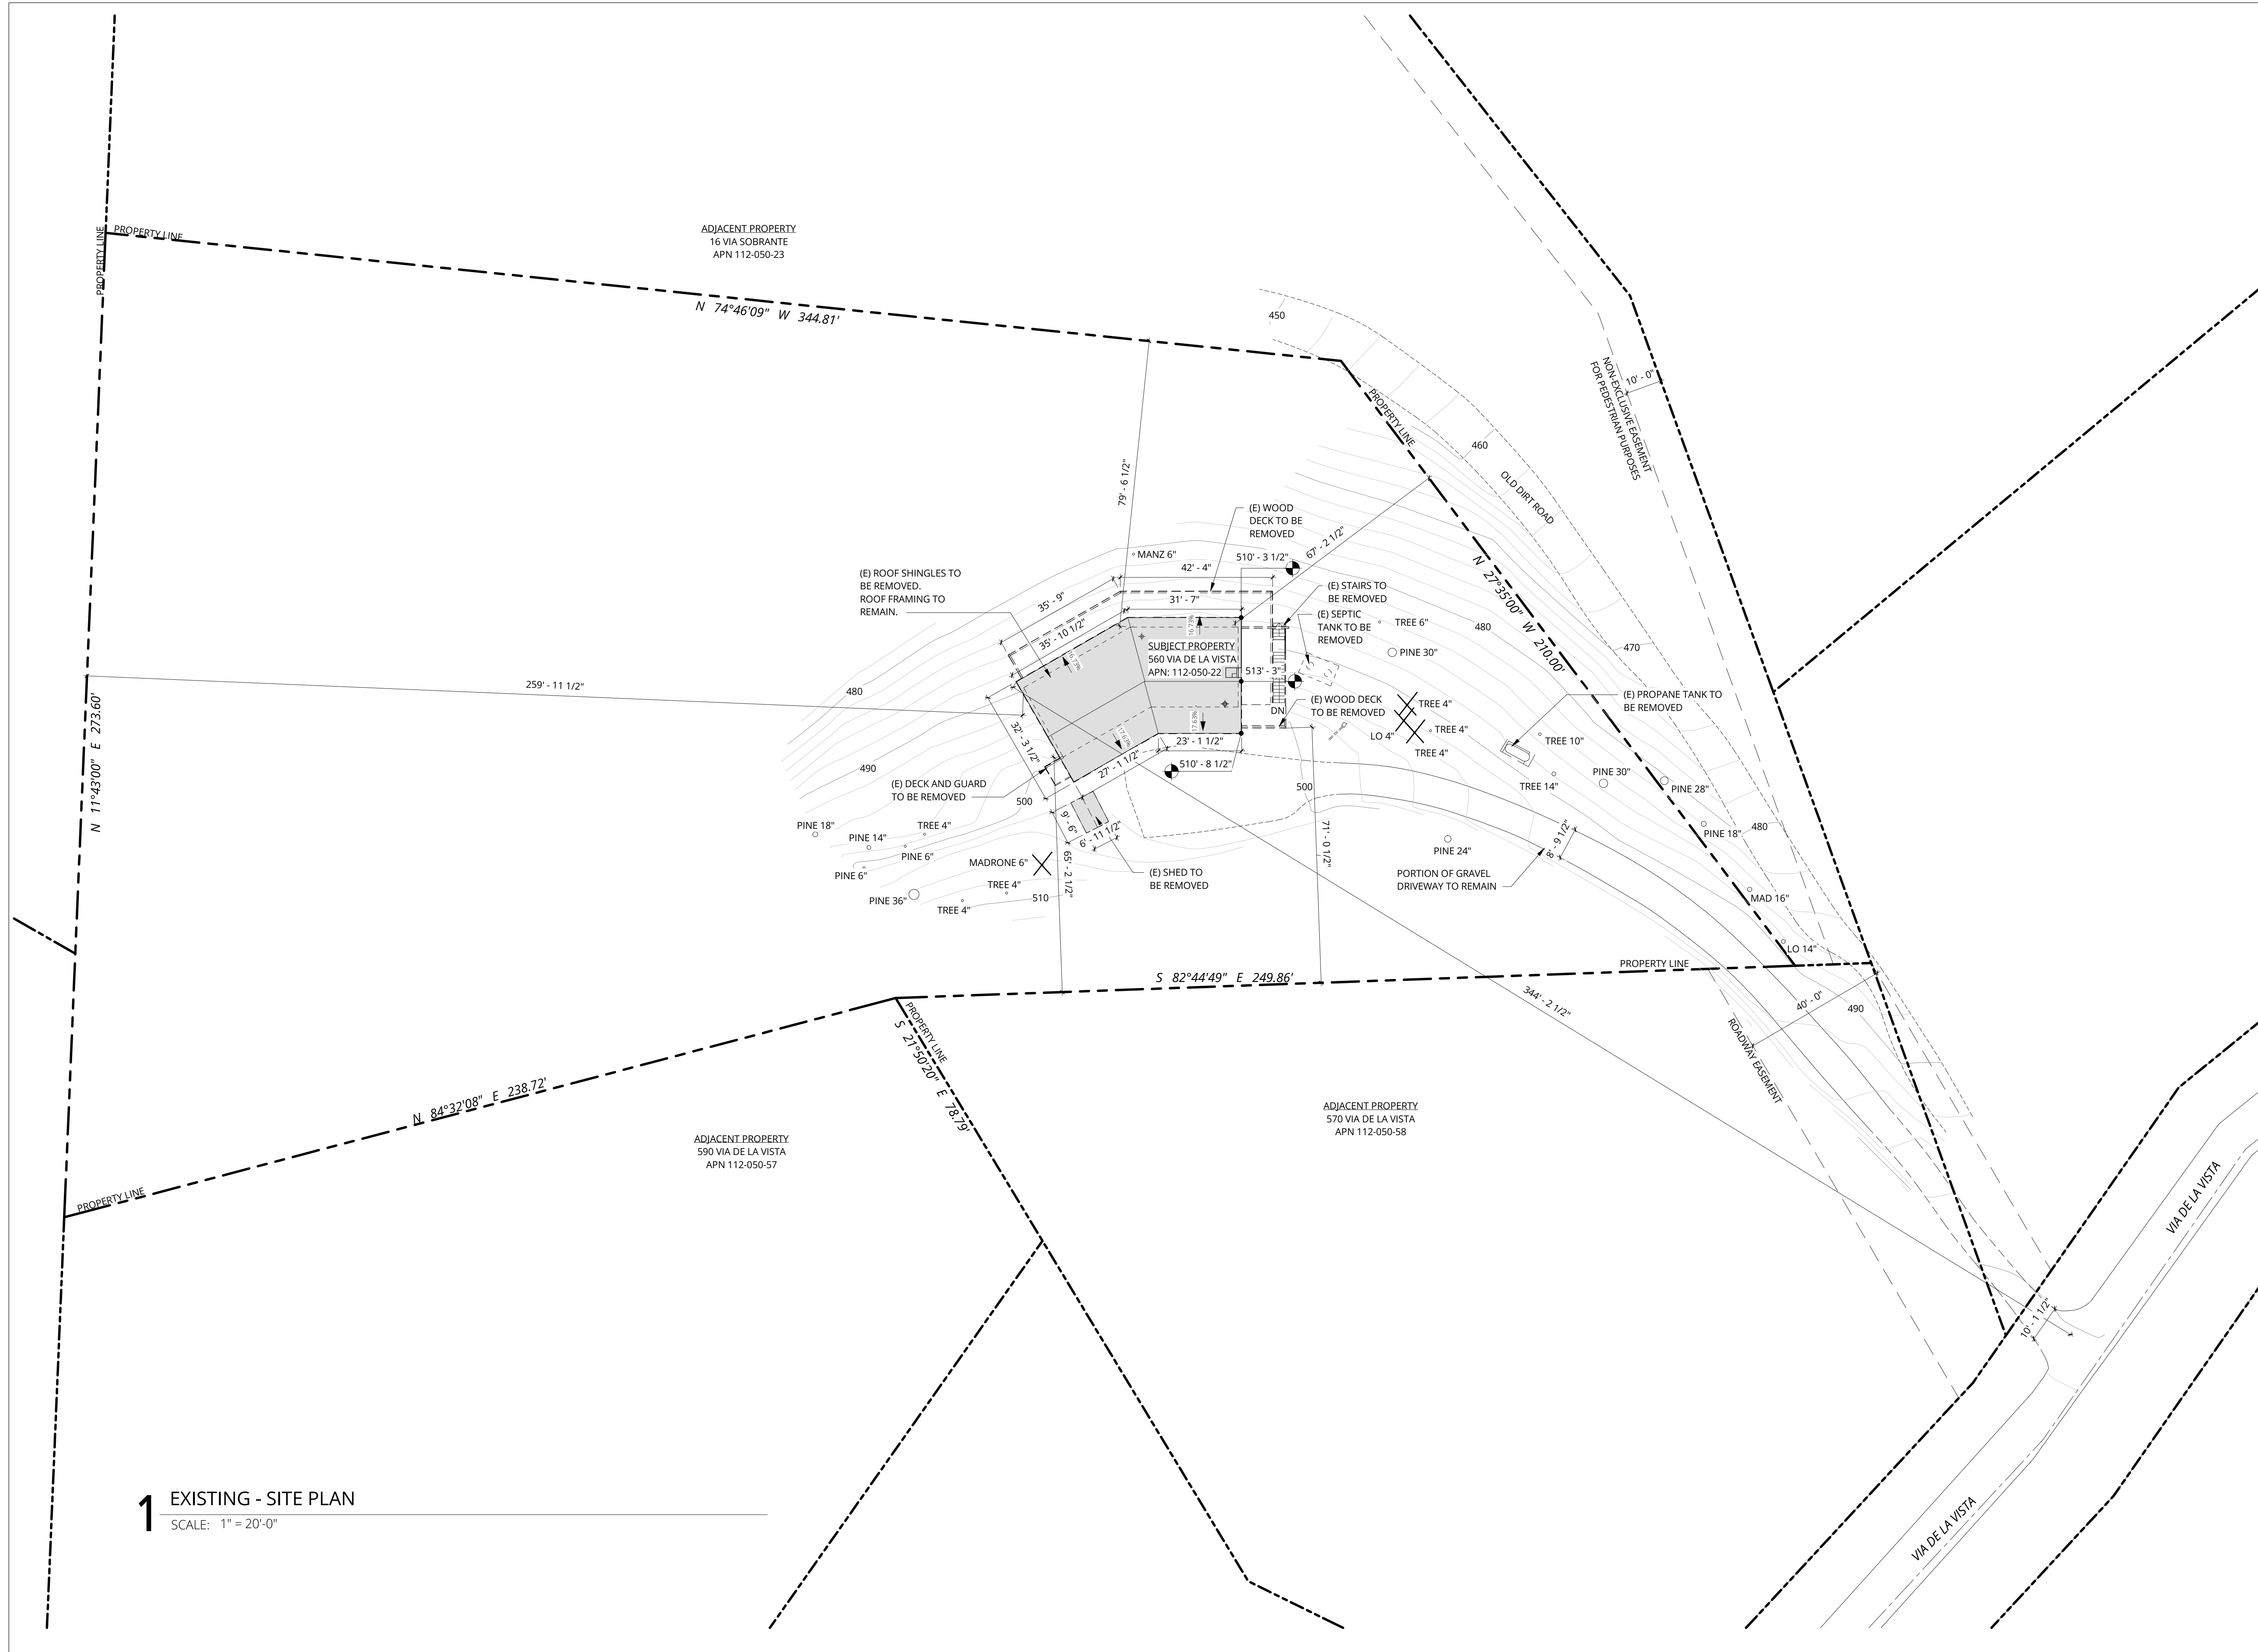 PROPERTY LINE
PROPERTY LINE
ADJACENT PROPERTY
16 VIA SOBRANTE
APN 112-050-23
N 74°46'09" W 344.81'
450
NON-EXCLUSIVE EASEMENT
FOR PEDESTRIAN PURPOSES
10' - 0"
PROPERTY LINE
460
OLD DIRT ROAD
79' - 6 1/2"
(E) WOOD
DECK TO BE
REMOVED
67' - 2 1/2"
MANZ 6"
510' - 3 1/2"
42' - 4"
N 27°35'00" W 210.00'
(E) ROOF SHINGLES TO
BE REMOVED.
ROOF FRAMING TO
REMAIN.
35' - 9"
31' - 7"
(E) STAIRS TO
BE REMOVED
(E) SEPTIC
TANK TO BE
REMOVED
35' - 10 1/2"
16.73%
16.73%
TREE 6"
480
470
SUBJECT PROPERTY
560 VIA DE LA VISTA
APN: 112-050-22
513' - 3"
PINE 30"
259' - 11 1/2"
480
N 11°43'00" E 273.60'
(E) WOOD DECK
TO BE REMOVED
DN
TREE 4"
(E) PROPANE TANK TO
BE REMOVED
32' - 3 1/2"
17.63%
17.63%
LO 4"
TREE 4"
TREE 4"
TREE 10"
23' - 1 1/2"
27' - 1 1/2"
510' - 8 1/2"
490
(E) DECK AND GUARD
TO BE REMOVED
500
500
PINE 30"
TREE 14"
PINE 28"
9' - 6"
6' - 11 1/2"
PINE 18"
PINE 14"
TREE 4"
PINE 6"
PINE 6"
71' - 0 1/2"
PINE 24"
8' - 9 1/2"
PINE 18"
480
MADRONE 6"
65' - 2 1/2"
(E) SHED TO
BE REMOVED
PORTION OF GRAVEL
DRIVEWAY TO REMAIN
PINE 36"
TREE 4"
TREE 4"
510
MAD 16"
LO 14"
S 82°44'49" E 249.86'
PROPERTY LINE
344' - 2 1/2"
40' - 0"
490
ROADWAY EASEMENT
PROPERTY LINE
S 21°50'20" E 78.79'
N 84°32'08" E 238.72'
PROPERTY LINE
ADJACENT PROPERTY
590 VIA DE LA VISTA
APN 112-050-57
ADJACENT PROPERTY
570 VIA DE LA VISTA
APN 112-050-58
VIA DE LA VISTA
10' - 1 1/2"
VIA DE LA VISTA
1 EXISTING - SITE PLAN
SCALE: 1" = 20'-0"